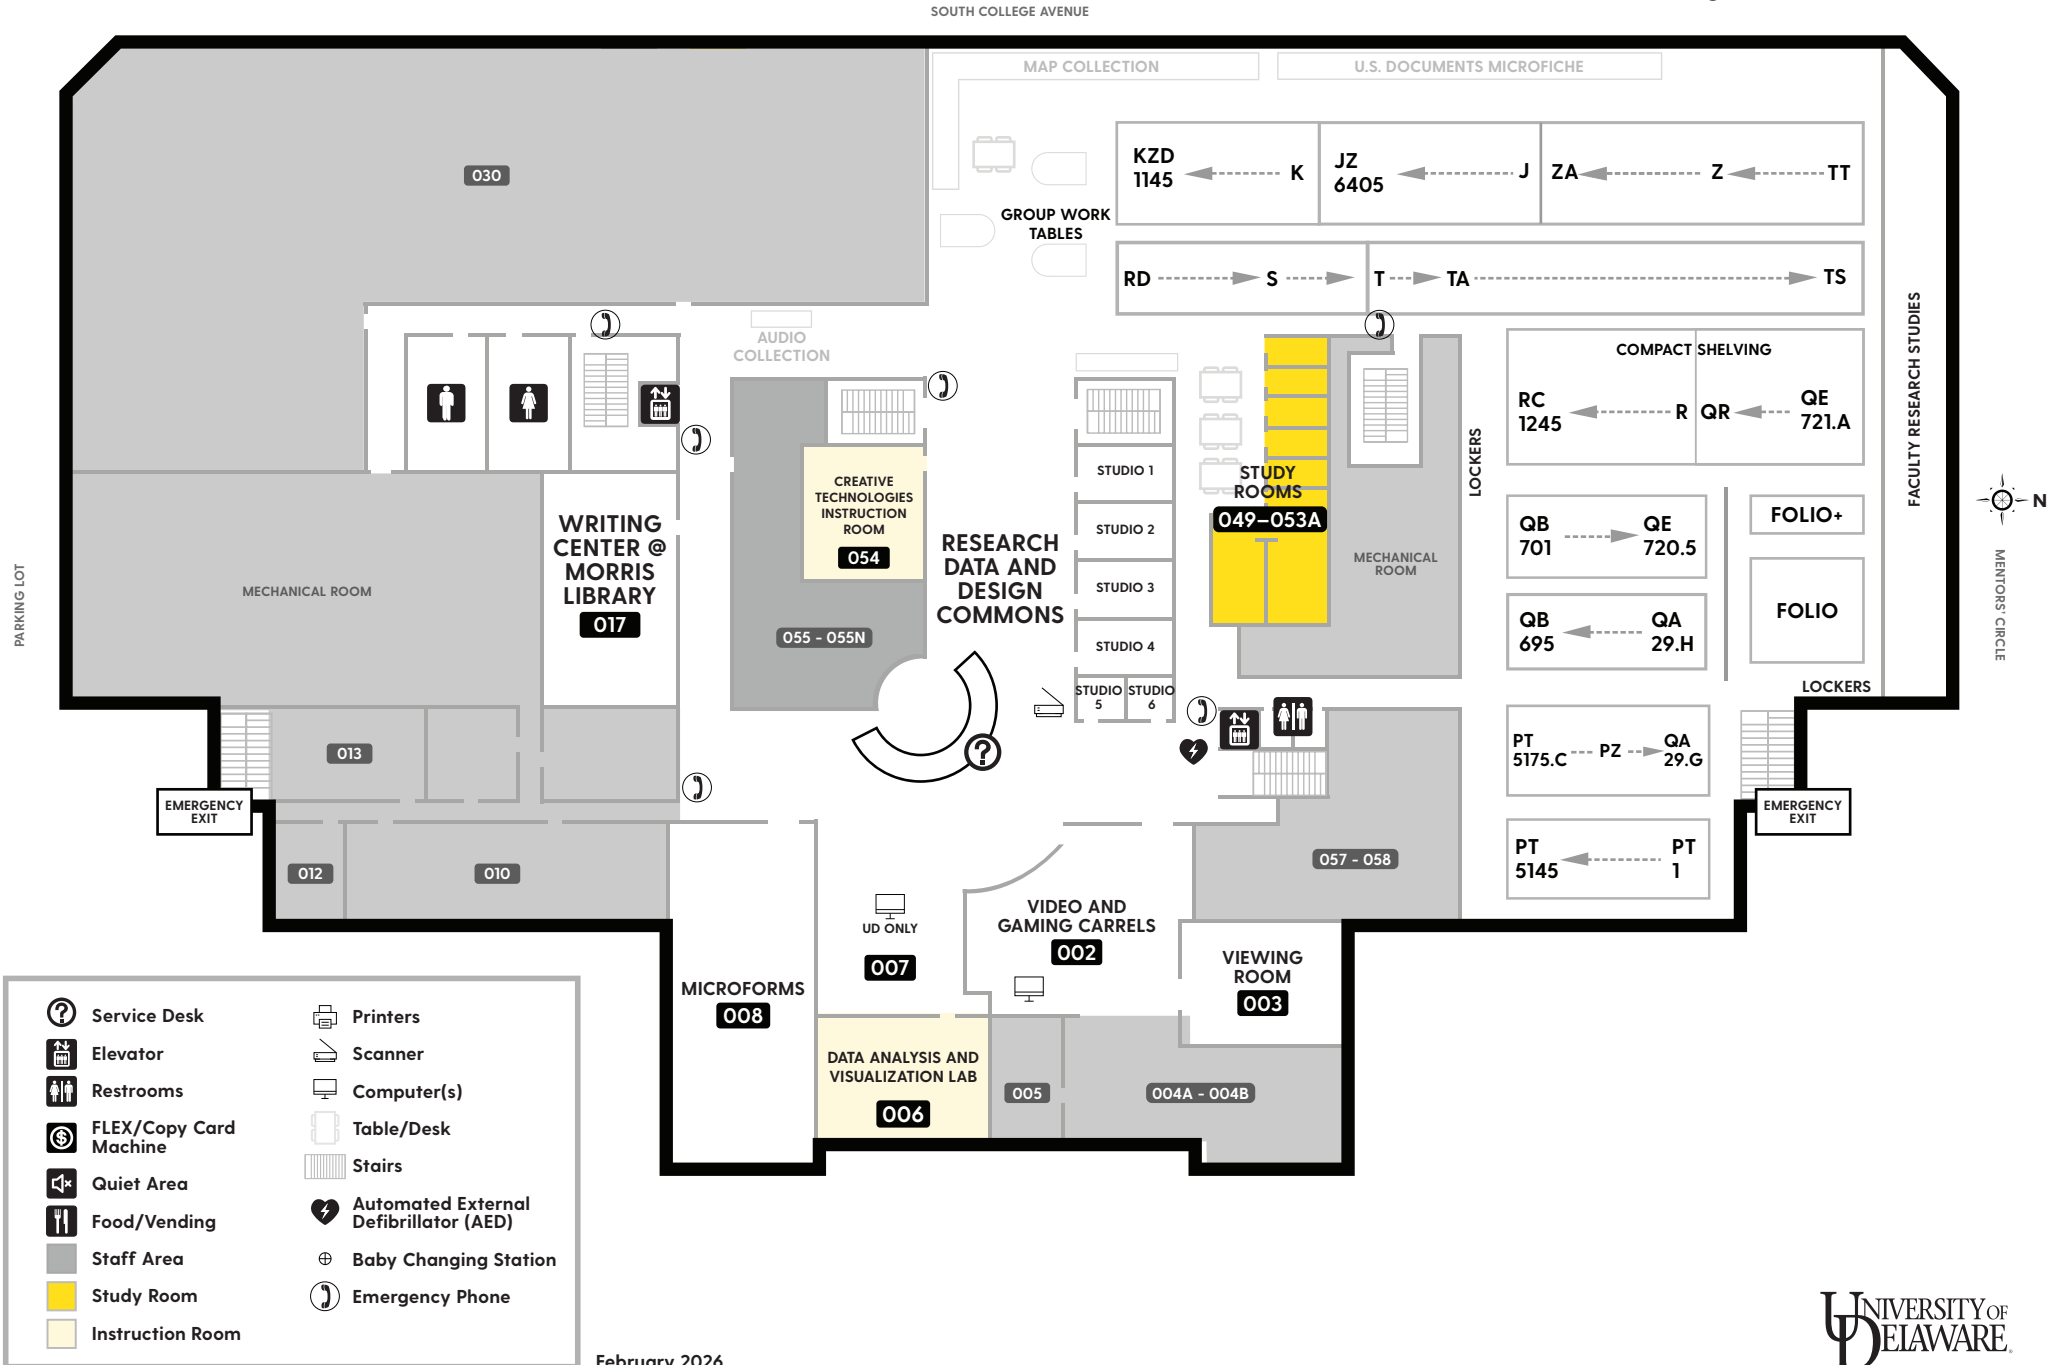 SOUTH COLLEGE AVENUE
MAP COLLECTION
U.S. DOCUMENTS MICROFICHE
030
KZD
1145
K
JZ
6405
J
ZA
Z
TT
GROUP WORK
TABLES
RD
S
T
TA
TS
AUDIO
COLLECTION
COMPACT SHELVING
RC
1245
R
QR
QE
721.A
FACULTY RESEARCH STUDIES
LOCKERS
CREATIVE
TECHNOLOGIES
INSTRUCTION
ROOM
054
STUDIO 1
STUDIO 2
STUDIO 3
STUDIO 4
STUDIO
5
STUDIO
6
STUDY
ROOMS
049–053A
WRITING
CENTER @
MORRIS
LIBRARY
017
RESEARCH
DATA AND
DESIGN
COMMONS
MECHANICAL
ROOM
QB
701
QE
720.5
FOLIO+
N
MECHANICAL ROOM
PARKING LOT
055 - 055N
QB
695
QA
29.H
FOLIO
MENTORS' CIRCLE
LOCKERS
013
PT
5175.C
PZ
QA
29.G
EMERGENCY
EXIT
EMERGENCY
EXIT
012
010
057 - 058
PT
5145
PT
1
UD ONLY
007
VIDEO AND
GAMING CARRELS
002
VIEWING
ROOM
003
MICROFORMS
008
DATA ANALYSIS AND
VISUALIZATION LAB
006
005
004A - 004B
Service Desk
Elevator
Restrooms
FLEX/Copy Card
Machine
Quiet Area
Food/Vending
Staff Area
Study Room
Instruction Room
Printers
Scanner
Computer(s)
Table/Desk
Stairs
Automated External
Defibrillator (AED)
Baby Changing Station
Emergency Phone
February 2026
UNIVERSITY OF
DELAWARE